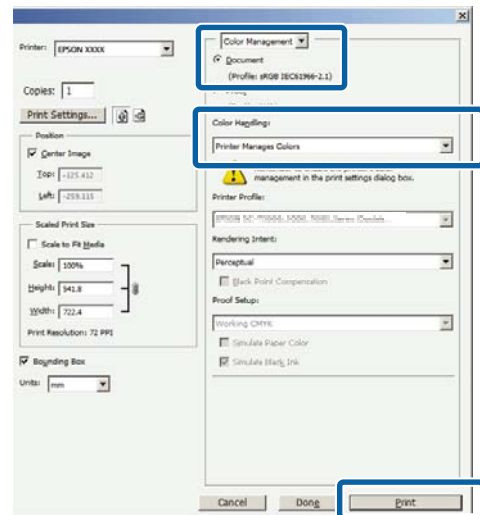 Printer: EPSON XXXX
Copies: 1
Print Settings...
Position
Center Image
Top: -125.412
Left: -259.115
Scaled Print Size
Scale to Fit Media
Scale: 100%
Height: 541.8
Width: 722.4
Print Resolution: 72 PPI
Bounding Box
Units: mm
Color Management
Document
(Profile: sRGB IEC61966-2.1)
Color Handling:
Printer Manages Colors
management in the print settings dialog box.
Printer Profile:
Rendering Intent:
Perceptual
Black Point Compensation
Proof Setup:
Working CMYK
Simulate Paper Color
Simulate Black Ink
Cancel
Done
Print